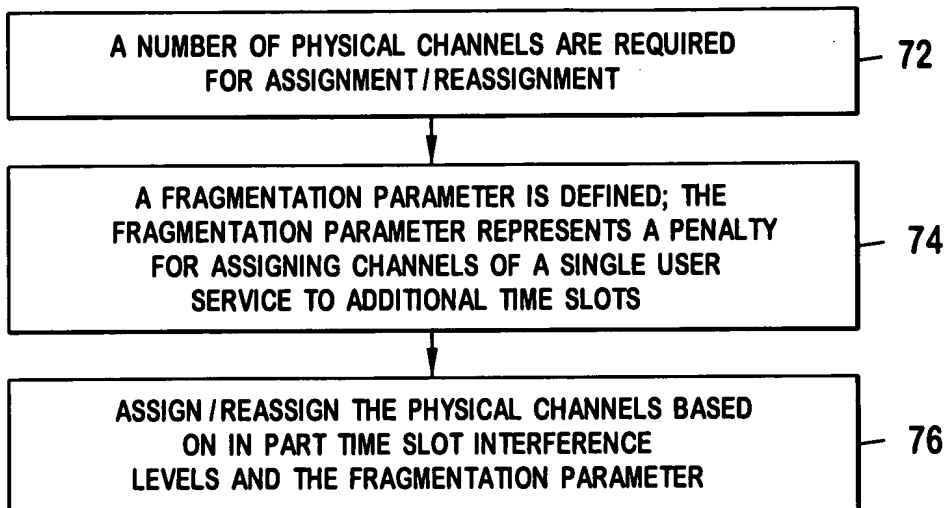 A NUMBER OF PHYSICAL CHANNELS ARE REQUIRED
FOR ASSIGNMENT/REASSIGNMENT
72
A FRAGMENTATION PARAMETER IS DEFINED; THE
FRAGMENTATION PARAMETER REPRESENTS A PENALTY
FOR ASSIGNING CHANNELS OF A SINGLE USER
SERVICE TO ADDITIONAL TIME SLOTS
74
ASSIGN/REASSIGN THE PHYSICAL CHANNELS BASED
ON IN PART TIME SLOT INTERFERENCE
LEVELS AND THE FRAGMENTATION PARAMETER
76